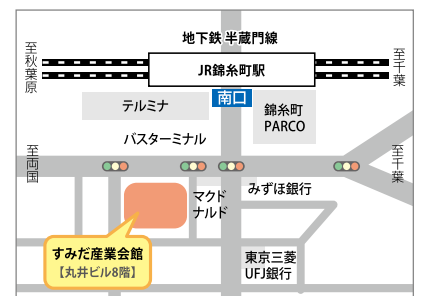 地下鉄 半蔵門線
至秋葉原
JR錦糸町駅
至千葉
南口
テルミナ
錦糸町
PARCO
バスターミナル
至両国
至千葉
みずほ銀行
マクド
ナルド
すみだ産業会館
【丸井ビル8階】
東京三菱
UFJ銀行